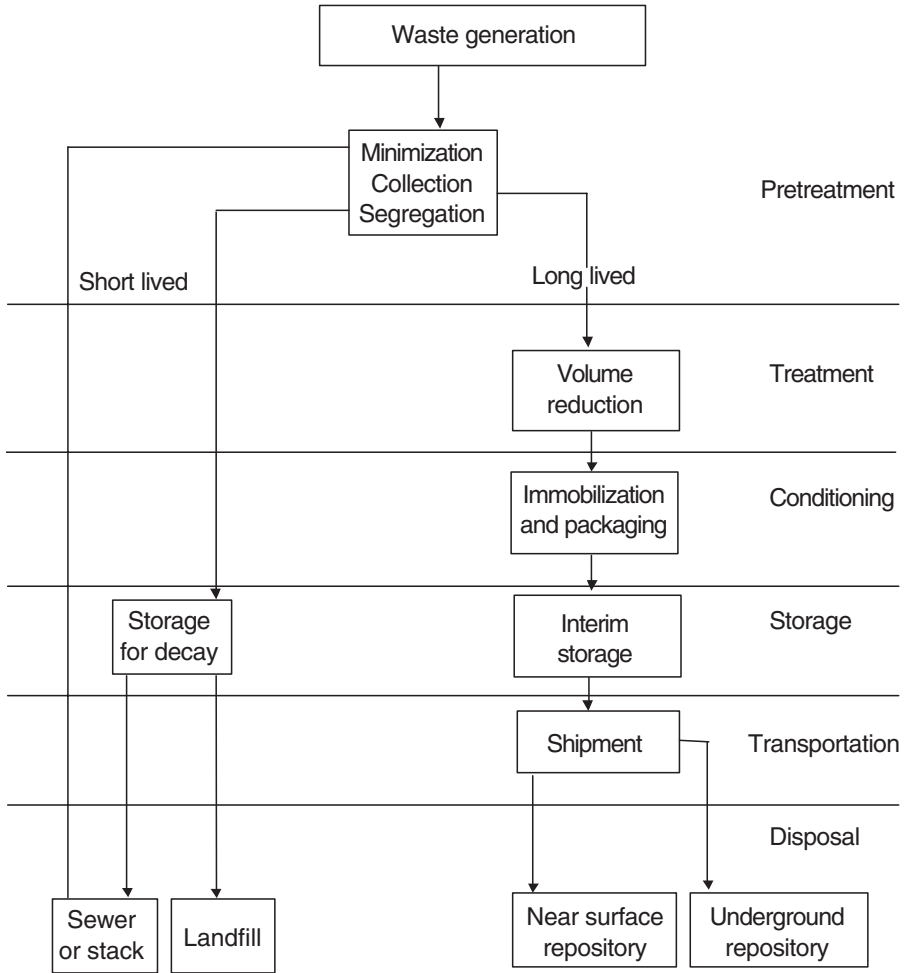 Waste generation
Minimization
Collection
Segregation
Pretreatment
Short lived
Long lived
Volume
reduction
Treatment
Immobilization
and packaging
Conditioning
Storage
for decay
Interim
storage
Storage
Shipment
Transportation
Disposal
Sewer
or stack
Landfill
Near surface
repository
Underground
repository